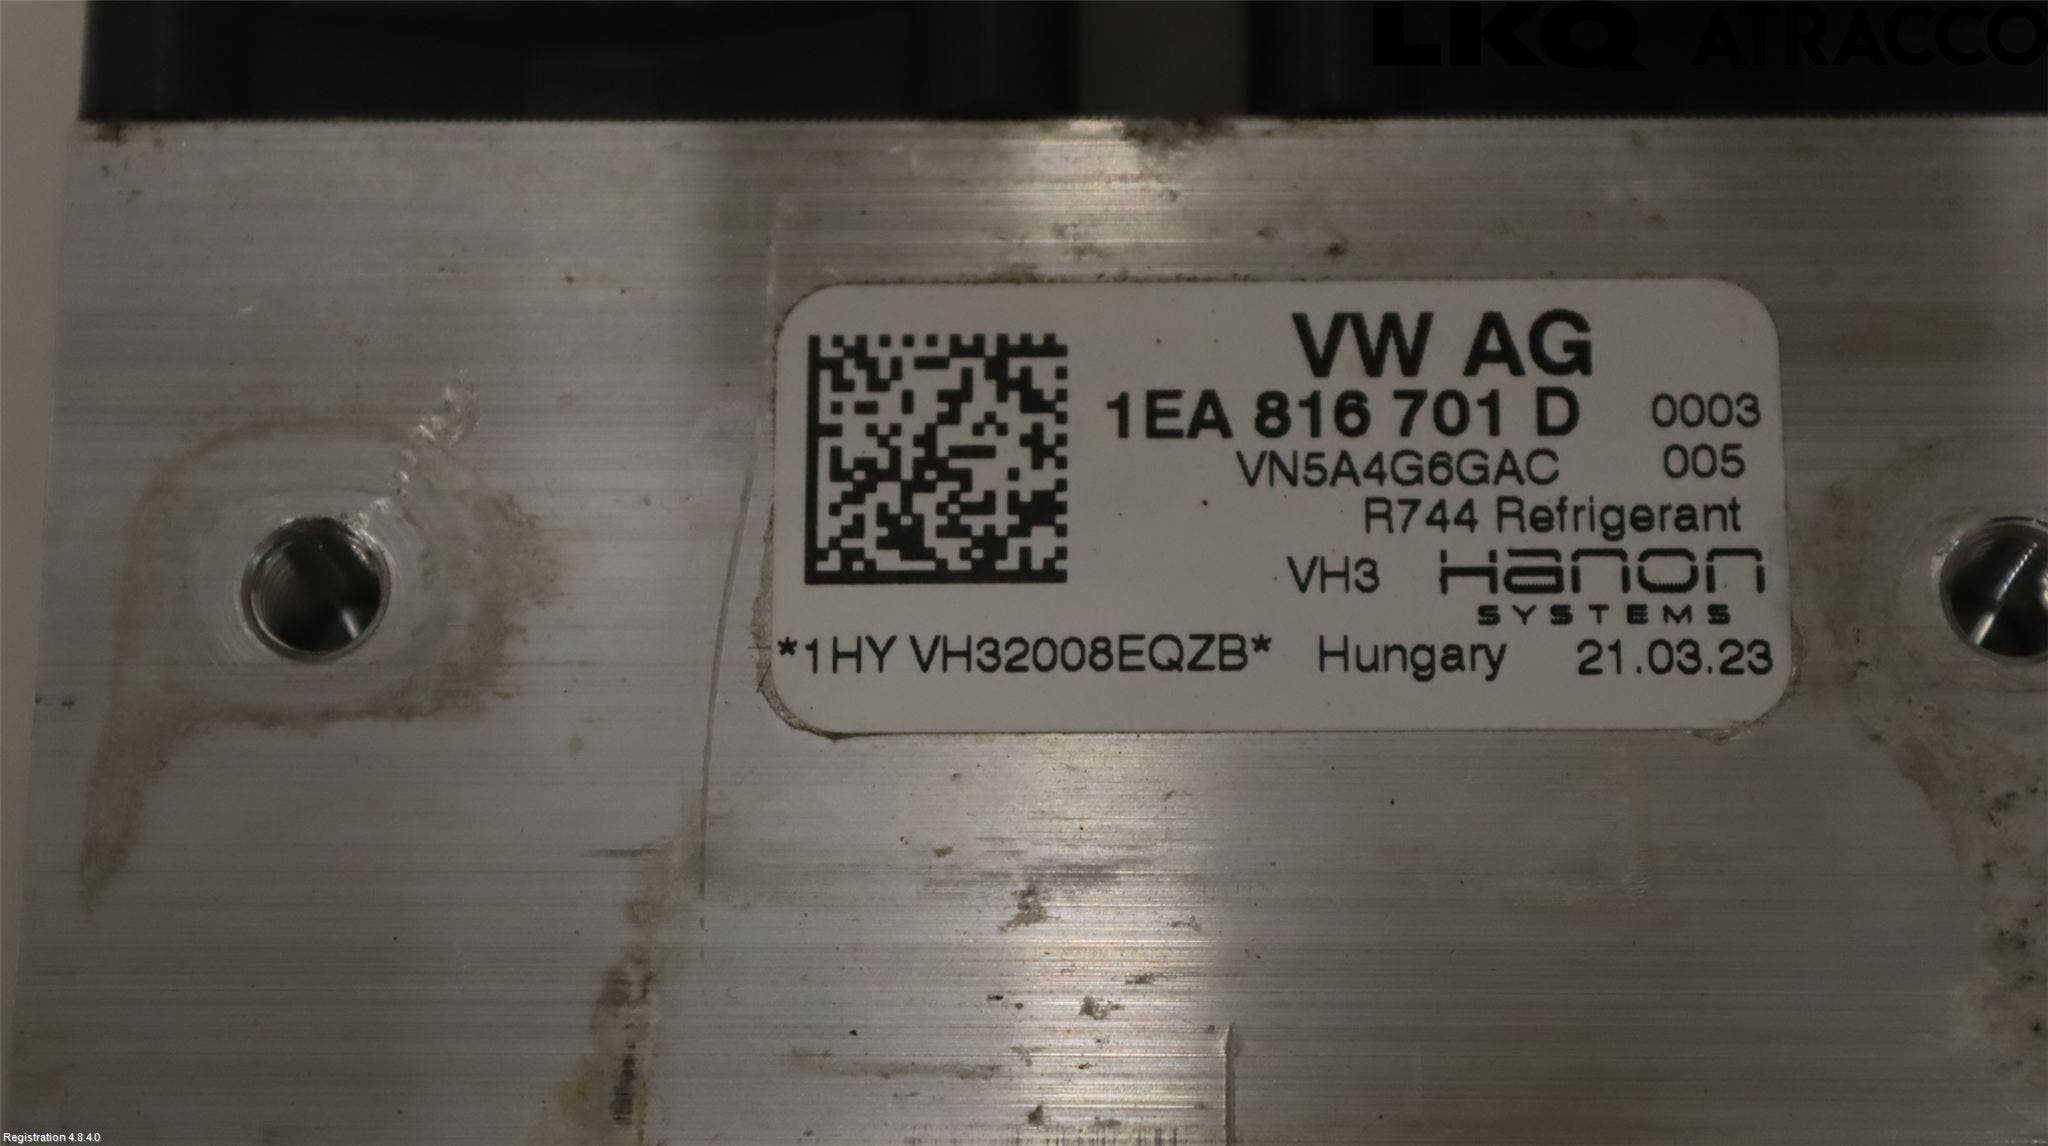 LKQ ATRACCO
VW AG
1EA 816 701 D 0003
VN5A4G6GAC 005
R744 Refrigerant
VH3 Hanon
SYSTEMS
*1HY VH32008EQZB* Hungary 21.03.23
Registration 4.8.4.0